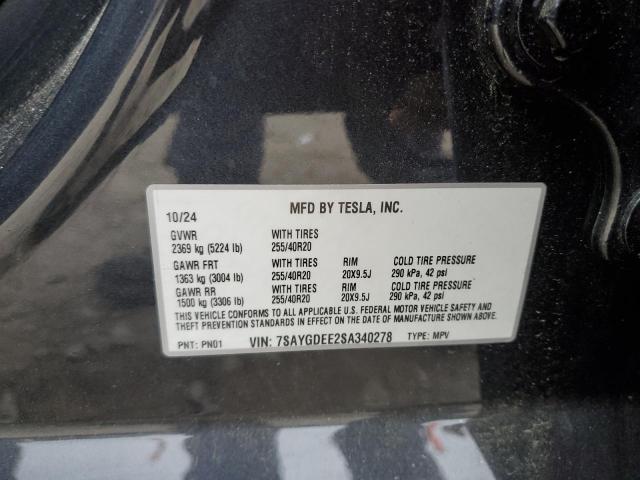 MFD BY TESLA, INC.
10/24
GVWR WITH TIRES
2369 kg (5224 lb) 255/40R20
GAWR FRT WITH TIRES RIM COLD TIRE PRESSURE
1363 kg (3004 lb) 255/40R20 20X9.5J 290 kPa, 42 psi
GAWR RR WITH TIRES RIM COLD TIRE PRESSURE
1500 kg (3306 lb) 255/40R20 20X9.5J 290 kPa, 42 psi
THIS VEHICLE CONFORMS TO ALL APPLICABLE U.S. FEDERAL MOTOR VEHICLE SAFETY AND
THEFT PREVENTION STANDARDS IN EFFECT ON THE DATE OF MANUFACTURE SHOWN ABOVE.
PNT: PN01 VIN: 7SAYGDEE2SA340278 TYPE: MPV